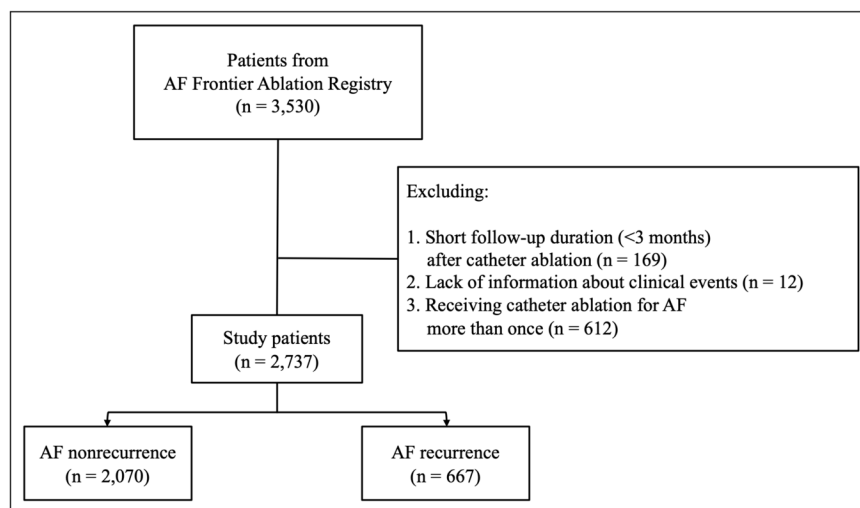 Patients from
AF Frontier Ablation Registry
(n = 3,530)
Excluding:
1. Short follow-up duration (<3 months)
after catheter ablation (n = 169)
2. Lack of information about clinical events (n = 12)
3. Receiving catheter ablation for AF
more than once (n = 612)
Study patients
(n = 2,737)
AF nonrecurrence
(n = 2,070)
AF recurrence
(n = 667)